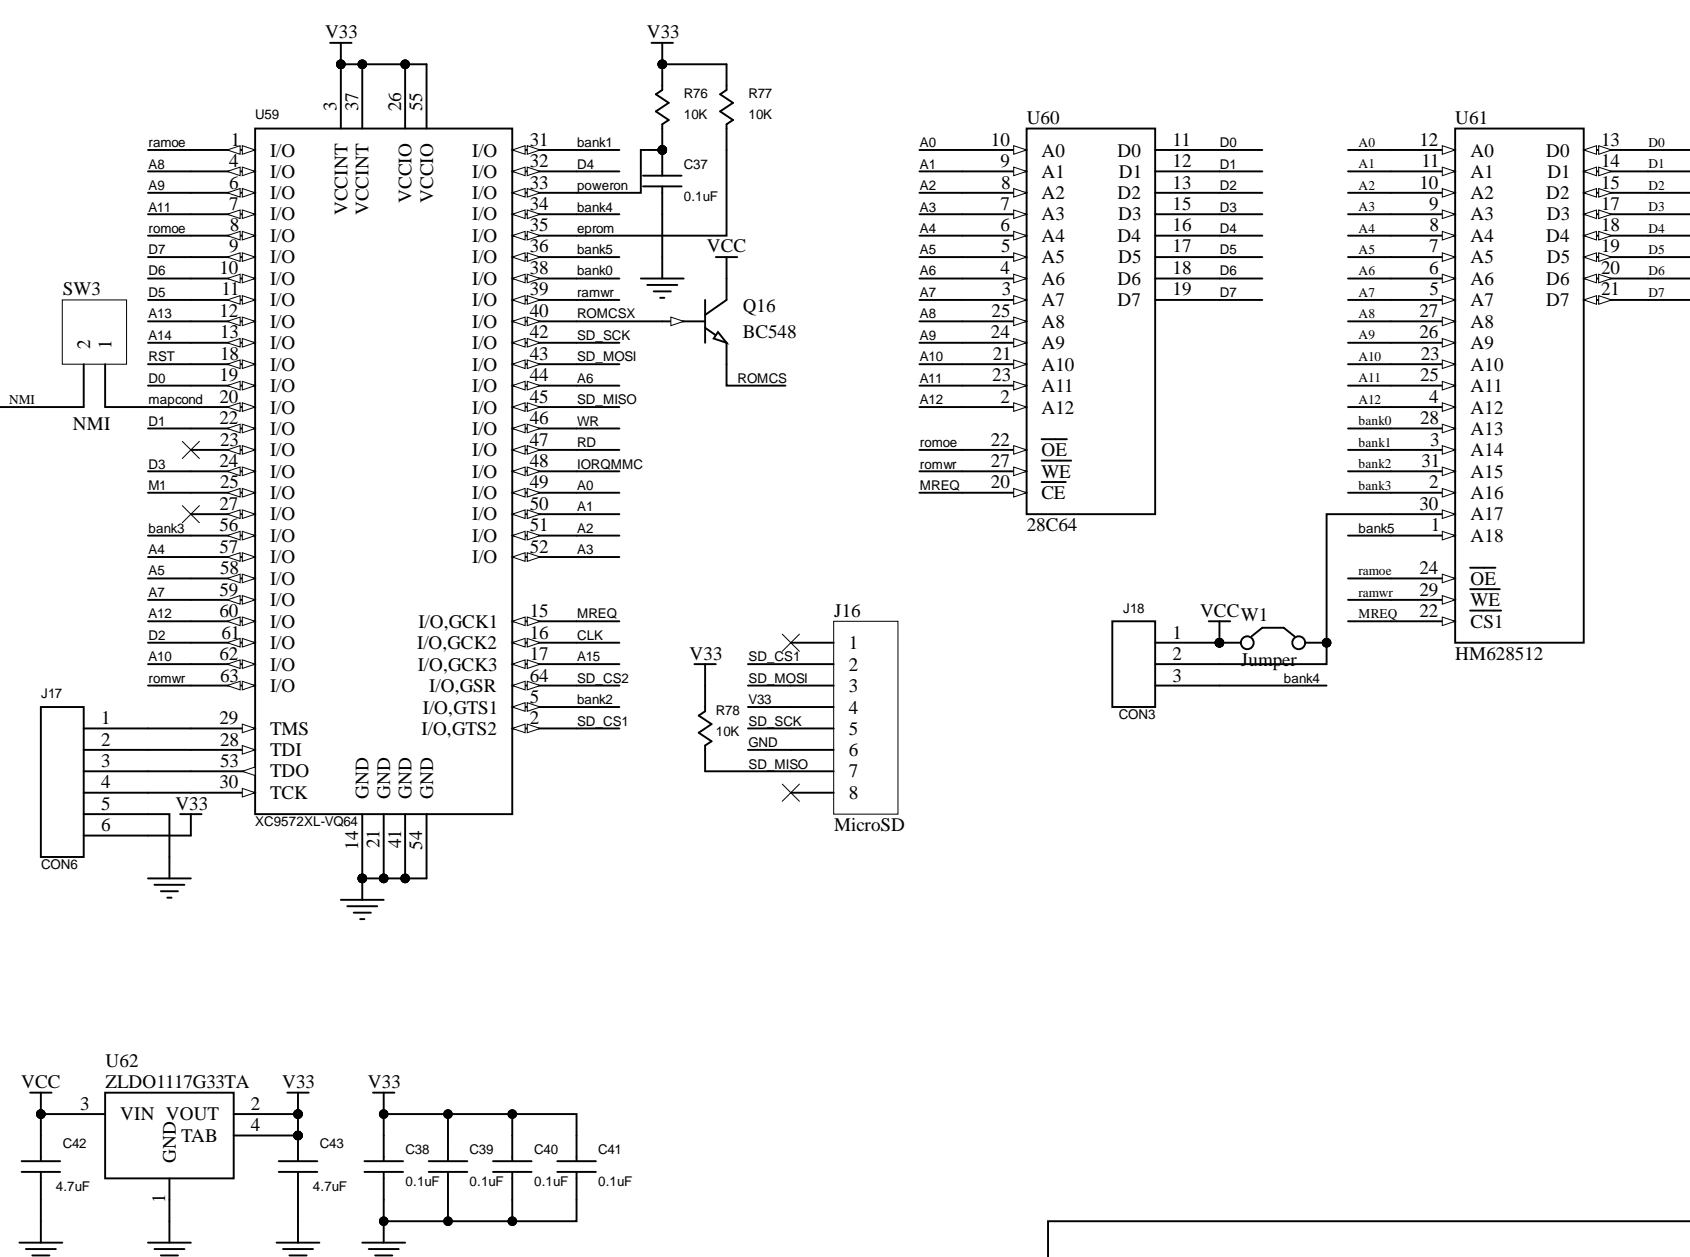 V33
3
37
26
55
U59
ramoe 1 I/O
A8 4 I/O
A9 6 I/O
A11 7 I/O
romoe 8 I/O
D7 9 I/O
D6 10 I/O
D5 11 I/O
A13 12 I/O
A14 13 I/O
RST 18 I/O
D0 19 I/O
mapcond 20 I/O
D1 22 I/O
23 I/O
D3 24 I/O
M1 25 I/O
27 I/O
bank3 56 I/O
A4 57 I/O
A5 58 I/O
A7 59 I/O
A12 60 I/O
D2 61 I/O
A10 62 I/O
romwr 63 I/O
29 TMS
28 TDI
53 TDO
30 TCK
VCCINT
VCCINT
VCCIO
VCCIO
I/O 31 bank1
I/O 32 D4
I/O 33 poweron
I/O 34 bank4
I/O 35 eprom
I/O 36 bank5
I/O 38 bank0
I/O 39 ramwr
I/O 40 ROMCSX
I/O 42 SD_SCK
I/O 43 SD_MOSI
I/O 44 A6
I/O 45 SD_MISO
I/O 46 WR
I/O 47 RD
I/O 48 IORQMMC
I/O 49 A0
I/O 50 A1
I/O 51 A2
I/O 52 A3
I/O,GCK1 15 MREQ
I/O,GCK2 16 CLK
I/O,GCK3 17 A15
I/O,GSR 64 SD_CS2
I/O,GTS1 5 bank2
I/O,GTS2 2 SD_CS1
GND
GND
GND
GND
XC9572XL-VQ64
14
21
41
54
SW3
2
1
NMI
NMI
J17
1
2
3
4
5
6
V33
CON6
V33
R76
10K
R77
10K
C37
0.1uF
VCC
Q16
BC548
ROMCS
U60
A0 10 A0 D0 11 D0
A1 9 A1 D1 12 D1
A2 8 A2 D2 13 D2
A3 7 A3 D3 15 D3
A4 6 A4 D4 16 D4
A5 5 A5 D5 17 D5
A6 4 A6 D6 18 D6
A7 3 A7 D7 19 D7
A8 25 A8
A9 24 A9
A10 21 A10
A11 23 A11
A12 2 A12
romoe 22 OE
romwr 27 WE
MREQ 20 CE
28C64
U61
A0 12 A0 D0 13 D0
A1 11 A1 D1 14 D1
A2 10 A2 D2 15 D2
A3 9 A3 D3 17 D3
A4 8 A4 D4 18 D4
A5 7 A5 D5 19 D5
A6 6 A6 D6 20 D6
A7 5 A7 D7 21 D7
A8 27 A8
A9 26 A9
A10 23 A10
A11 25 A11
A12 4 A12
bank0 28 A13
bank1 3 A14
bank2 31 A15
bank3 2 A16
30 A17
bank5 1 A18
ramoe 24 OE
ramwr 29 WE
MREQ 22 CS1
HM628512
J16
1
SD_CS1 2
SD_MOSI 3
V33 4
SD_SCK 5
GND 6
SD_MISO 7
8
MicroSD
V33
R78
10K
J18
1
2
3 bank4
CON3
VCC W1
Jumper
U62
ZLDO1117G33TA
VCC
3 VIN VOUT 2
TAB 4
GND
1
V33
C42
4.7uF
C43
4.7uF
V33
C38
0.1uF
C39
0.1uF
C40
0.1uF
C41
0.1uF